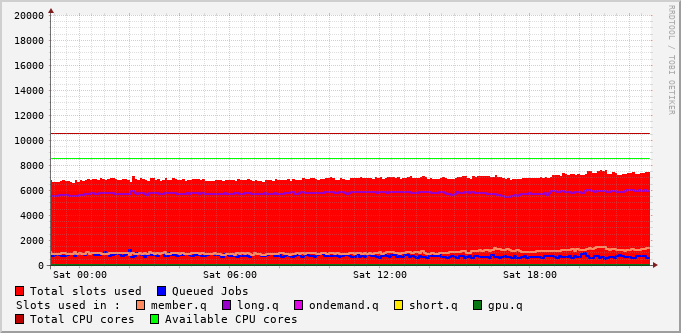 RRDTOOL / TOBI OETIKER
20000
18000
16000
14000
12000
10000
8000
6000
4000
2000
0
Sat 00:00 Sat 06:00 Sat 12:00 Sat 18:00
Total slots used Queued Jobs
Slots used in : member.q long.q ondemand.q short.q gpu.q
Total CPU cores Available CPU cores